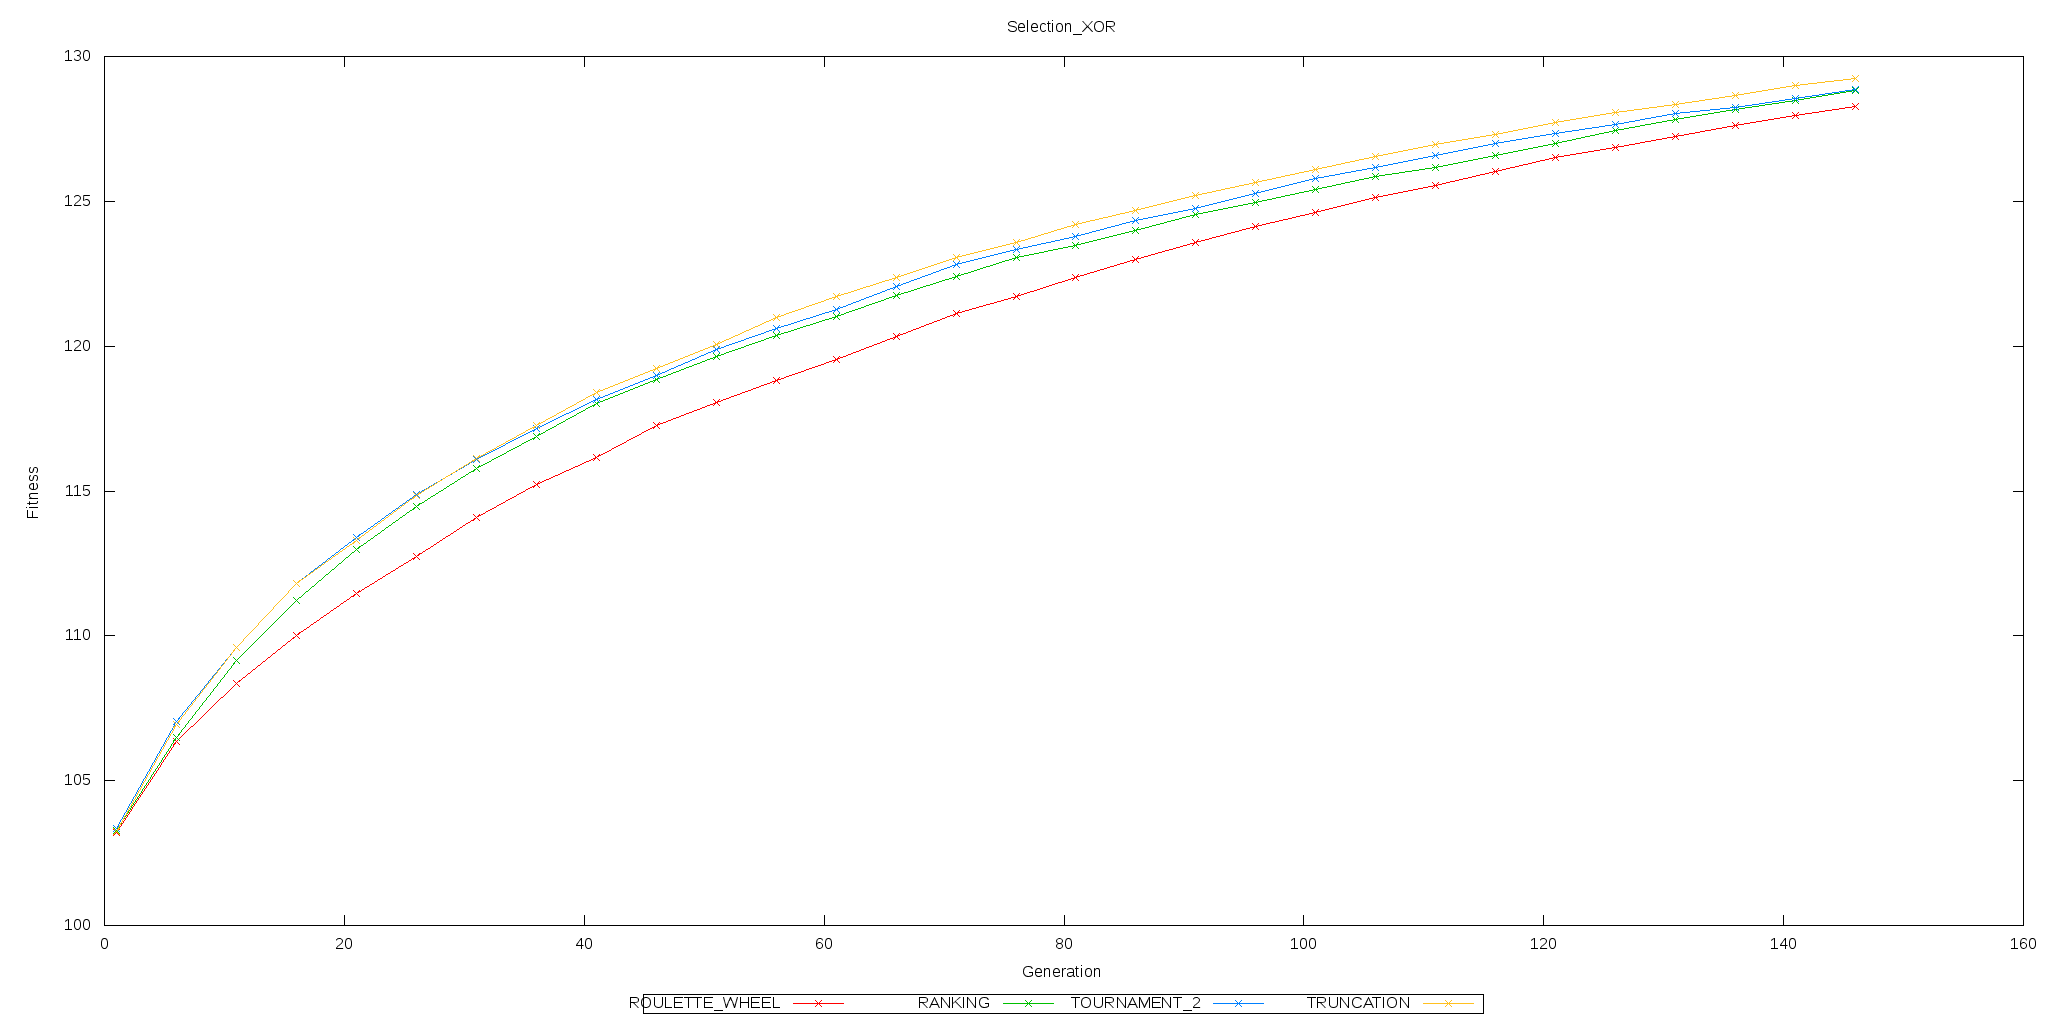 Selection_XOR
130
125
120
115
110
105
100
Fitness
0 20 40 60 80 100 120 140 160
Generation
ROULETTE_WHEEL RANKING TOURNAMENT_2 TRUNCATION